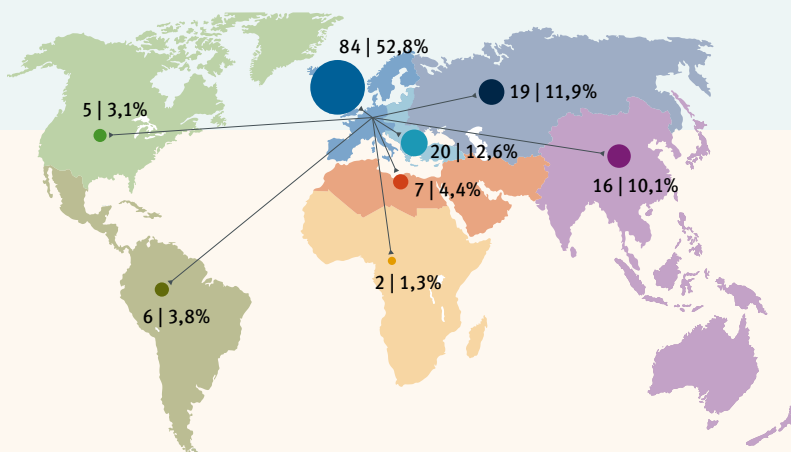 84 | 52,8%
19 | 11,9%
5 | 3,1%
20 | 12,6%
16 | 10,1%
7 | 4,4%
2 | 1,3%
6 | 3,8%